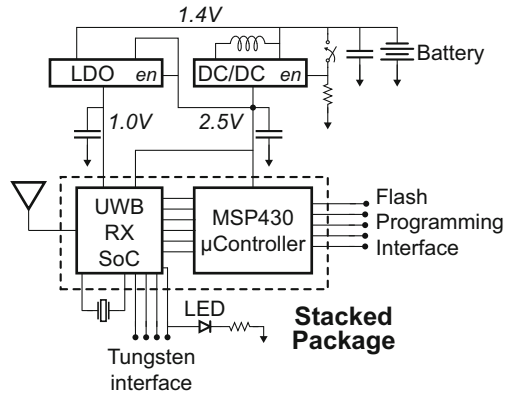 1.4V
LDO
en
DC/DC
en
Battery
1.0V
2.5V
UWB
RX
SoC
MSP430
µController
Flash
Programming
Interface
LED
Stacked
Package
Tungsten
interface